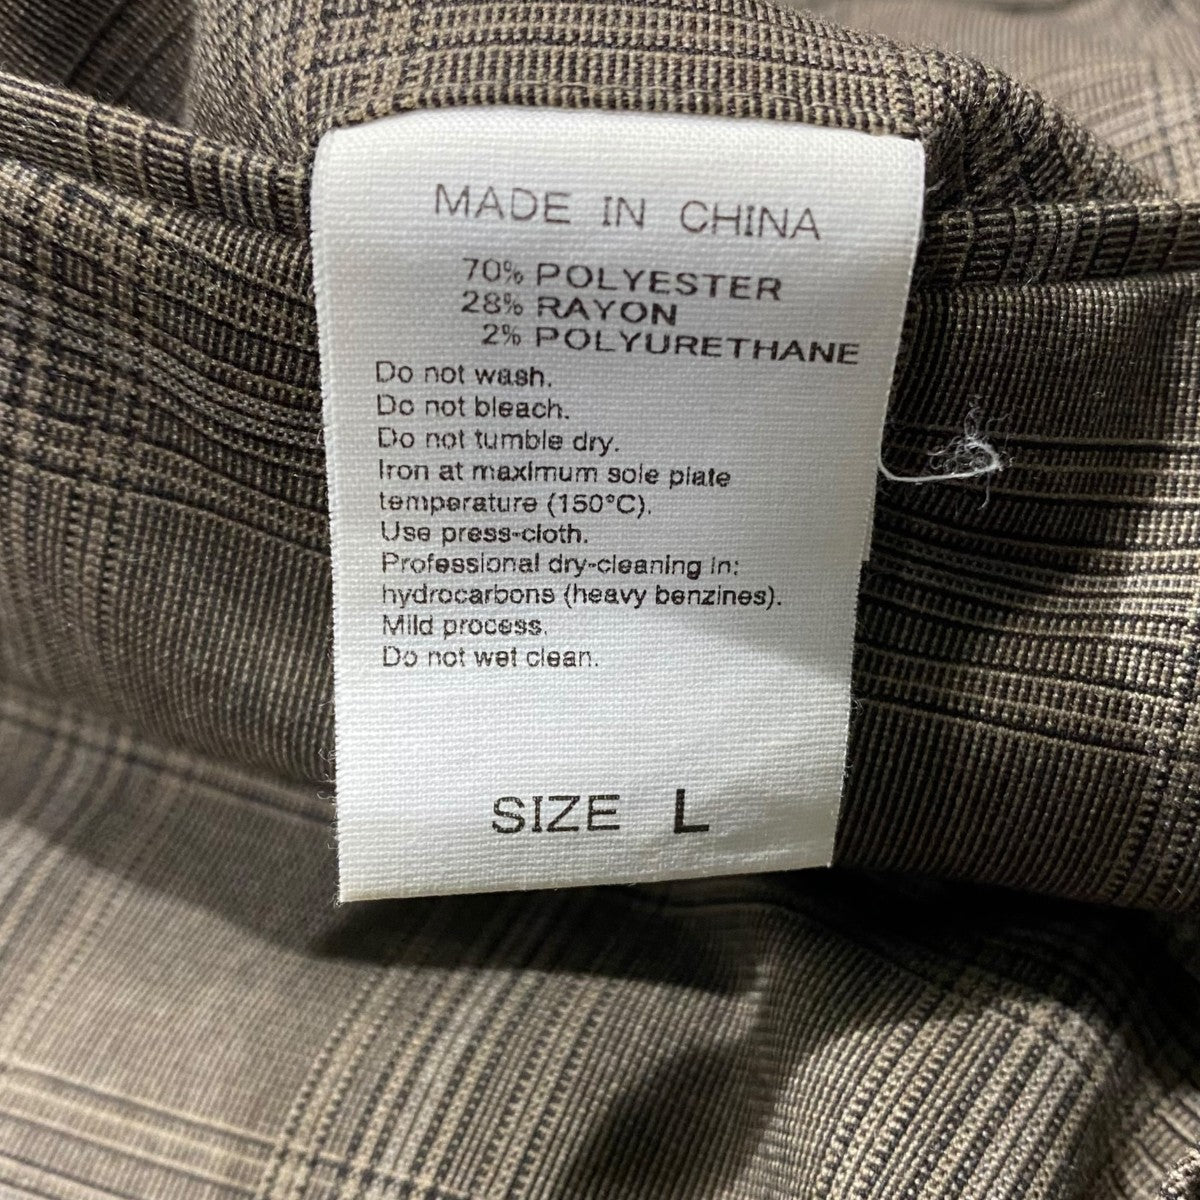 MADE IN CHINA
70% POLYESTER
28% RAYON
2% POLYURETHANE
Do not wash.
Do not bleach.
Do not tumble dry.
Iron at maximum sole plate
temperature (150°C).
Use press-cloth.
Professional dry-cleaning in:
hydrocarbons (heavy benzines).
Mild process.
Do not wet clean.
SIZE L